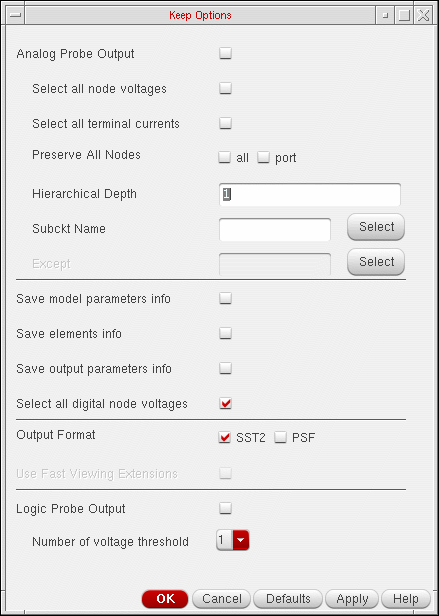 Keep Options
Analog Probe Output
Select all node voltages
Select all terminal currents
Preserve All Nodes all port
Hierarchical Depth 1
Subckt Name Select
Except Select
Save model parameters info
Save elements info
Save output parameters info
Select all digital node voltages
Output Format SST2 PSF
Use Fast Viewing Extensions
Logic Probe Output
Number of voltage threshold 1
OK Cancel Defaults Apply Help